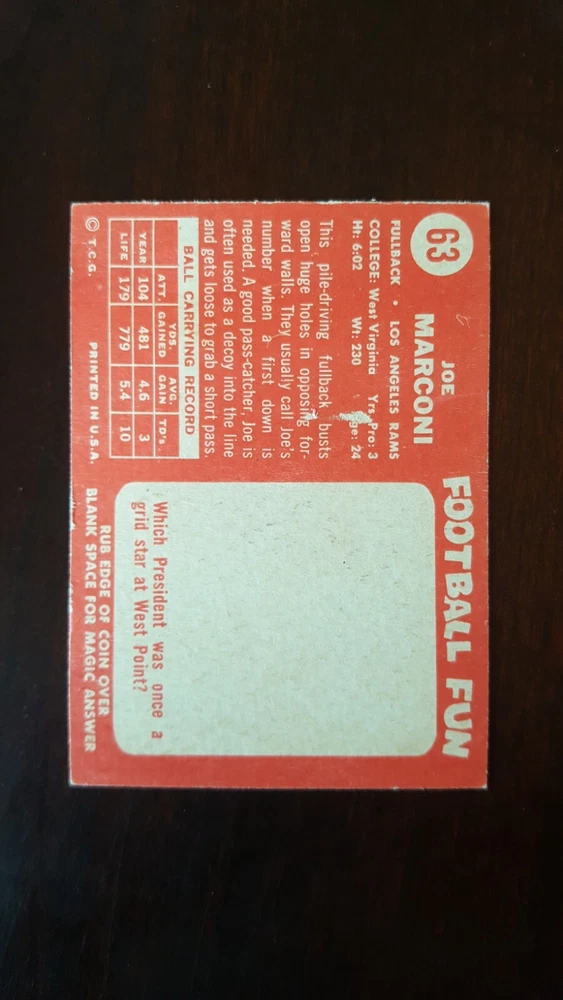 63
JOE
MARCONI
FULLBACK • LOS ANGELES RAMS
COLLEGE: West Virginia Yrs Pro: 3
Ht: 6:02 Wt: 230 ge: 24
This pile-driving fullback busts
open huge holes in opposing for-
ward walls. They usually call Joe's
number when a first down is
needed. A good pass-catcher, Joe is
often used as a decoy into the line
and gets loose to grab a short pass.
BALL CARRYING RECORD
ATT. YDS. GAINED AVG. GAIN TD's
YEAR 104 481 4.6 3
LIFE 179 779 5.4 10
© T.C.G. PRINTED IN U.S.A.
FOOTBALL FUN
Which President was once a
grid star at West Point?
RUB EDGE OF COIN OVER
BLANK SPACE FOR MAGIC ANSWER